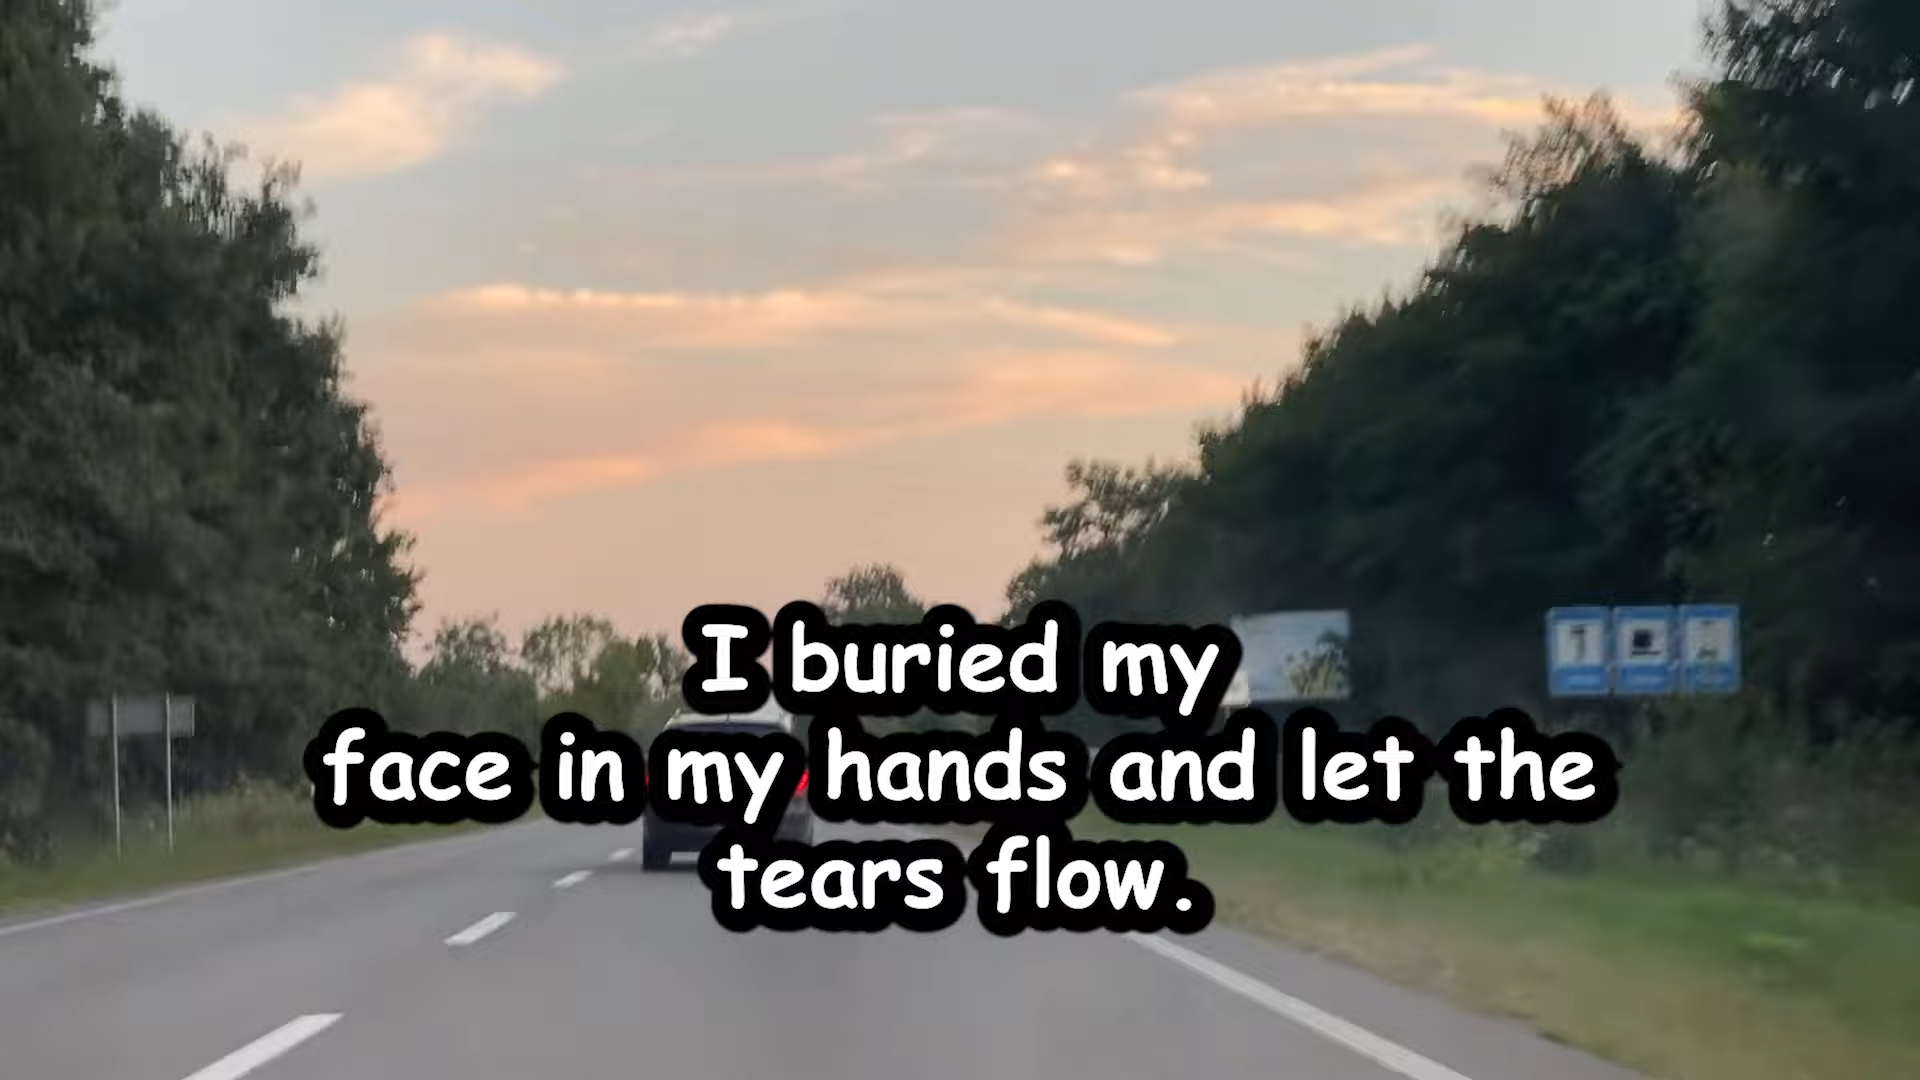 I buried my
face in my hands and let the
tears flow.